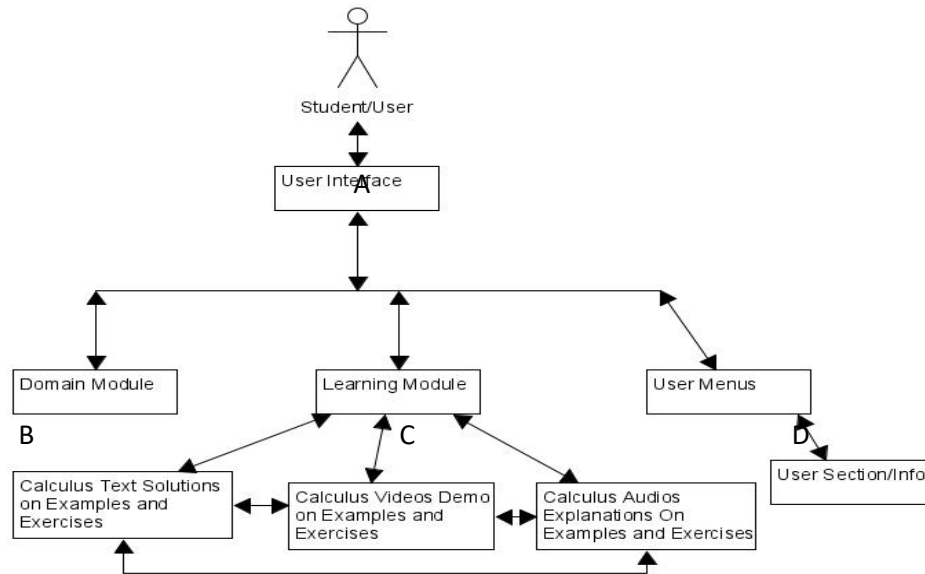 Student/User
User Interface
A
Domain Module
Learning Module
User Menus
B
C
D
Calculus Text Solutions
on Examples and
Exercises
Calculus Videos Demo
on Examples and
Exercises
Calculus Audios
Explanations On
Examples and Exercises
User Section/Info